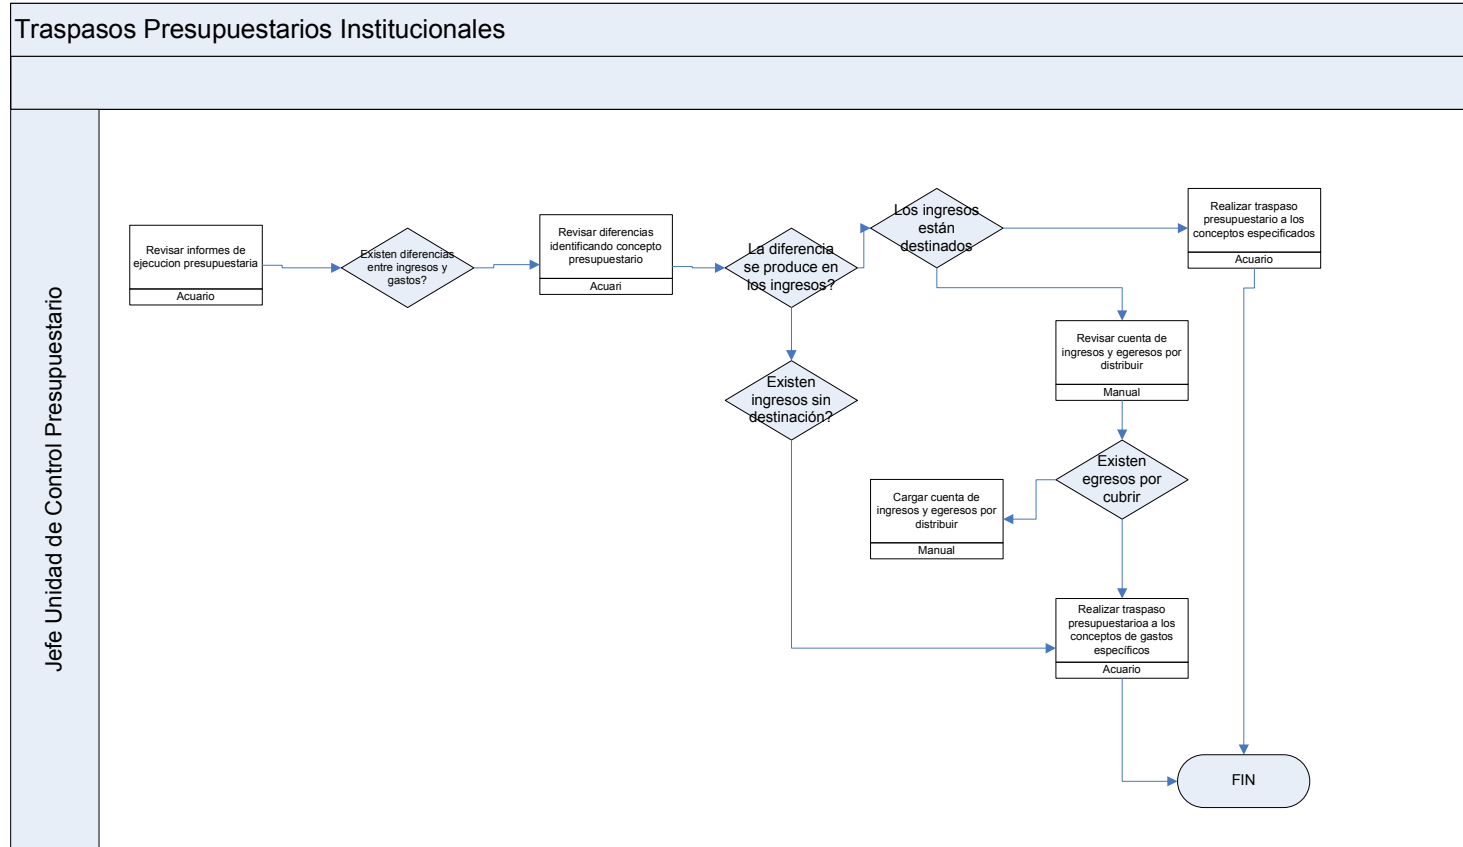 Traspasos Presupuestarios Institucionales
Jefe Unidad de Control Presupuestario
Revisar informes de
ejecucion presupuestaria
Acuario
Existen diferencias
entre ingresos y
gastos?
Revisar diferencias
identificando concepto
presupuestario
Acuari
La diferencia
se produce en
los ingresos?
Los ingresos
están
destinados
Realizar traspaso
presupuestario a los
conceptos especificados
Acuario
Revisar cuenta de
ingresos y egeresos por
distribuir
Manual
Existen
ingresos sin
destinación?
Existen
egresos por
cubrir
Cargar cuenta de
ingresos y egeresos por
distribuir
Manual
Realizar traspaso
presupuestarioa a los
conceptos de gastos
específicos
Acuario
FIN